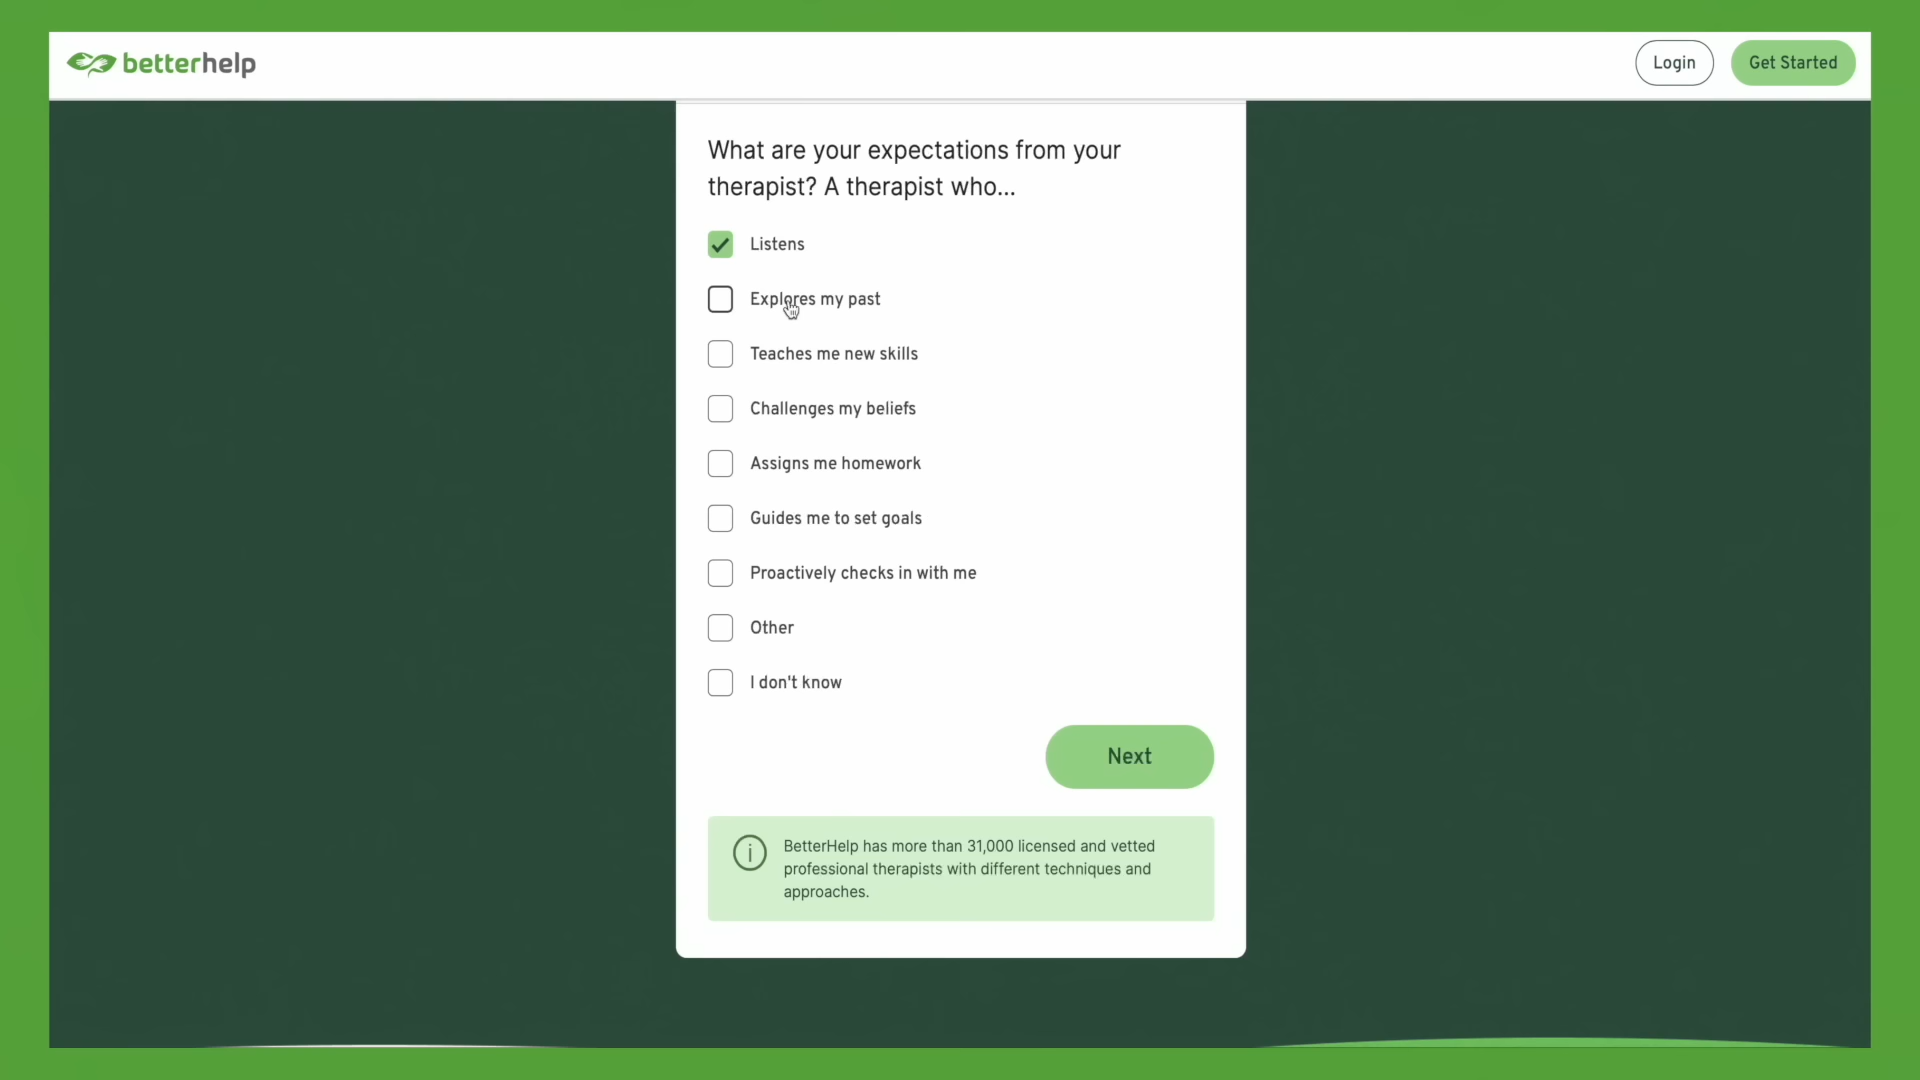 betterhelp
Login
Get Started
What are your expectations from your
therapist? A therapist who...
Listens
Explores my past
Teaches me new skills
Challenges my beliefs
Assigns me homework
Guides me to set goals
Proactively checks in with me
Other
I don't know
Next
BetterHelp has more than 31,000 licensed and vetted
professional therapists with different techniques and
approaches.